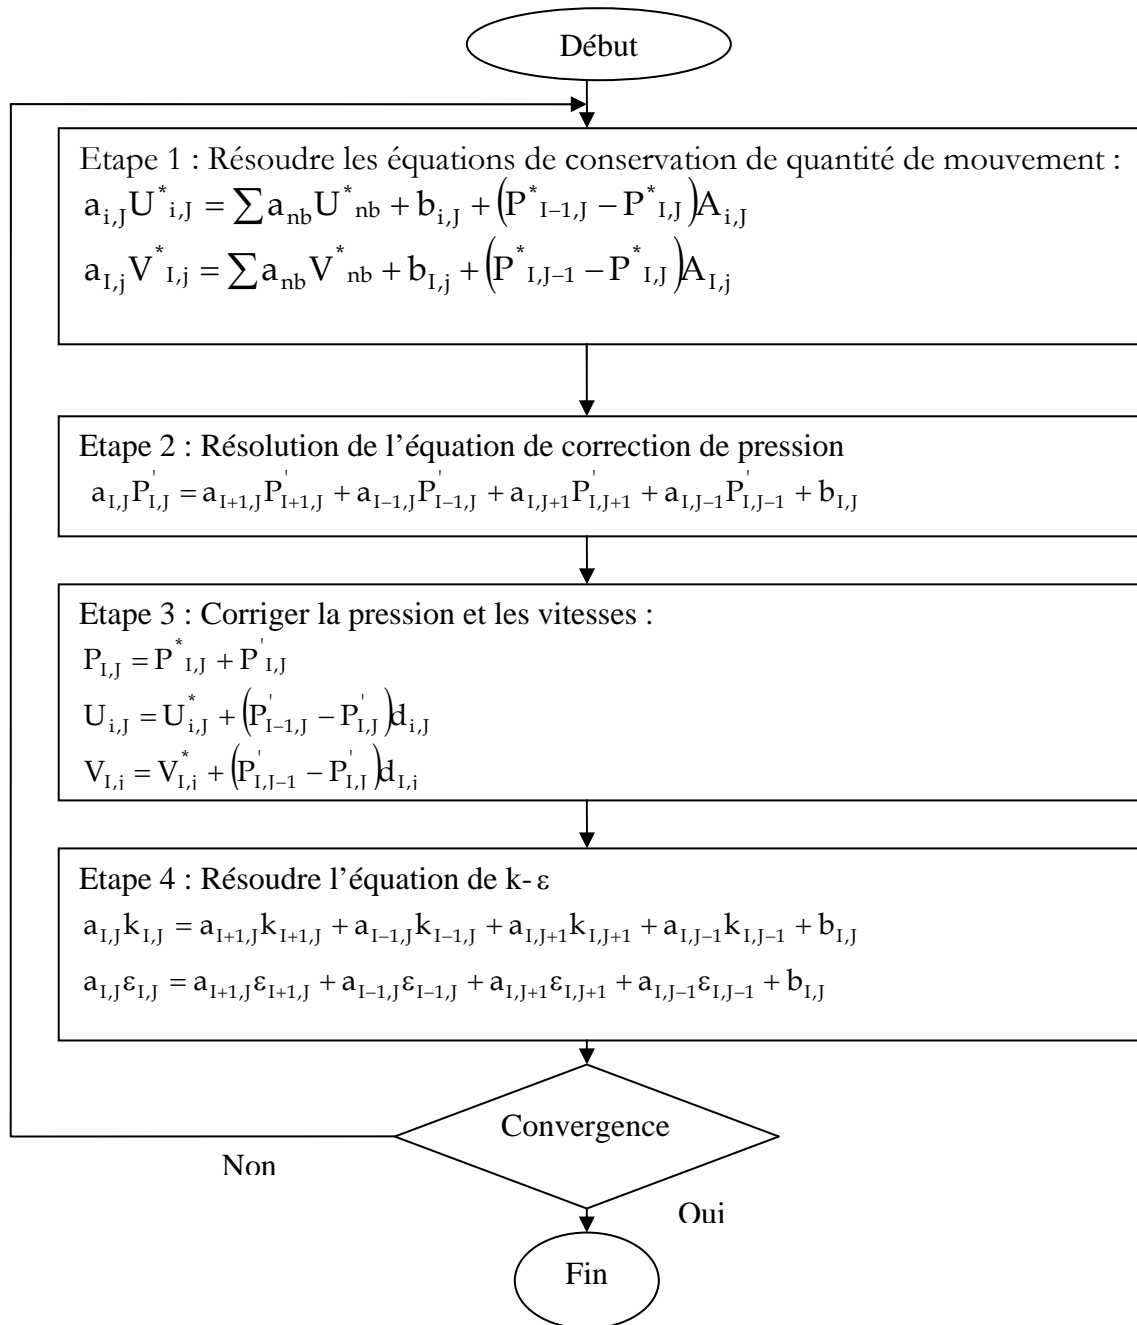 Début
Etape 1 : Résoudre les équations de conservation de quantité de mouvement :
a_{i,J}U^*_{i,J} = ∑a_{nb}U^*_{nb} + b_{i,J} + (P^*_{I−1,J} − P^*_{I,J})A_{i,J}
a_{I,j}V^*_{I,j} = ∑a_{nb}V^*_{nb} + b_{I,j} + (P^*_{I,J−1} − P^*_{I,J})A_{I,j}
Etape 2 : Résolution de l’équation de correction de pression
a_{I,J}P'_{I,J} = a_{I+1,J}P'_{I+1,J} + a_{I−1,J}P'_{I−1,J} + a_{I,J+1}P'_{I,J+1} + a_{I,J−1}P'_{I,J−1} + b_{I,J}
Etape 3 : Corriger la pression et les vitesses :
P_{I,J} = P^*_{I,J} + P'_{I,J}
U_{i,J} = U^*_{i,J} + (P'_{I−1,J} − P'_{I,J})d_{i,J}
V_{I,j} = V^*_{I,j} + (P'_{I,J−1} − P'_{I,J})d_{I,j}
Etape 4 : Résoudre l’équation de k- ε
a_{I,J}k_{I,J} = a_{I+1,J}k_{I+1,J} + a_{I−1,J}k_{I−1,J} + a_{I,J+1}k_{I,J+1} + a_{I,J−1}k_{I,J−1} + b_{I,J}
a_{I,J}ε_{I,J} = a_{I+1,J}ε_{I+1,J} + a_{I−1,J}ε_{I−1,J} + a_{I,J+1}ε_{I,J+1} + a_{I,J−1}ε_{I,J−1} + b_{I,J}
Convergence
Non
Oui
Fin